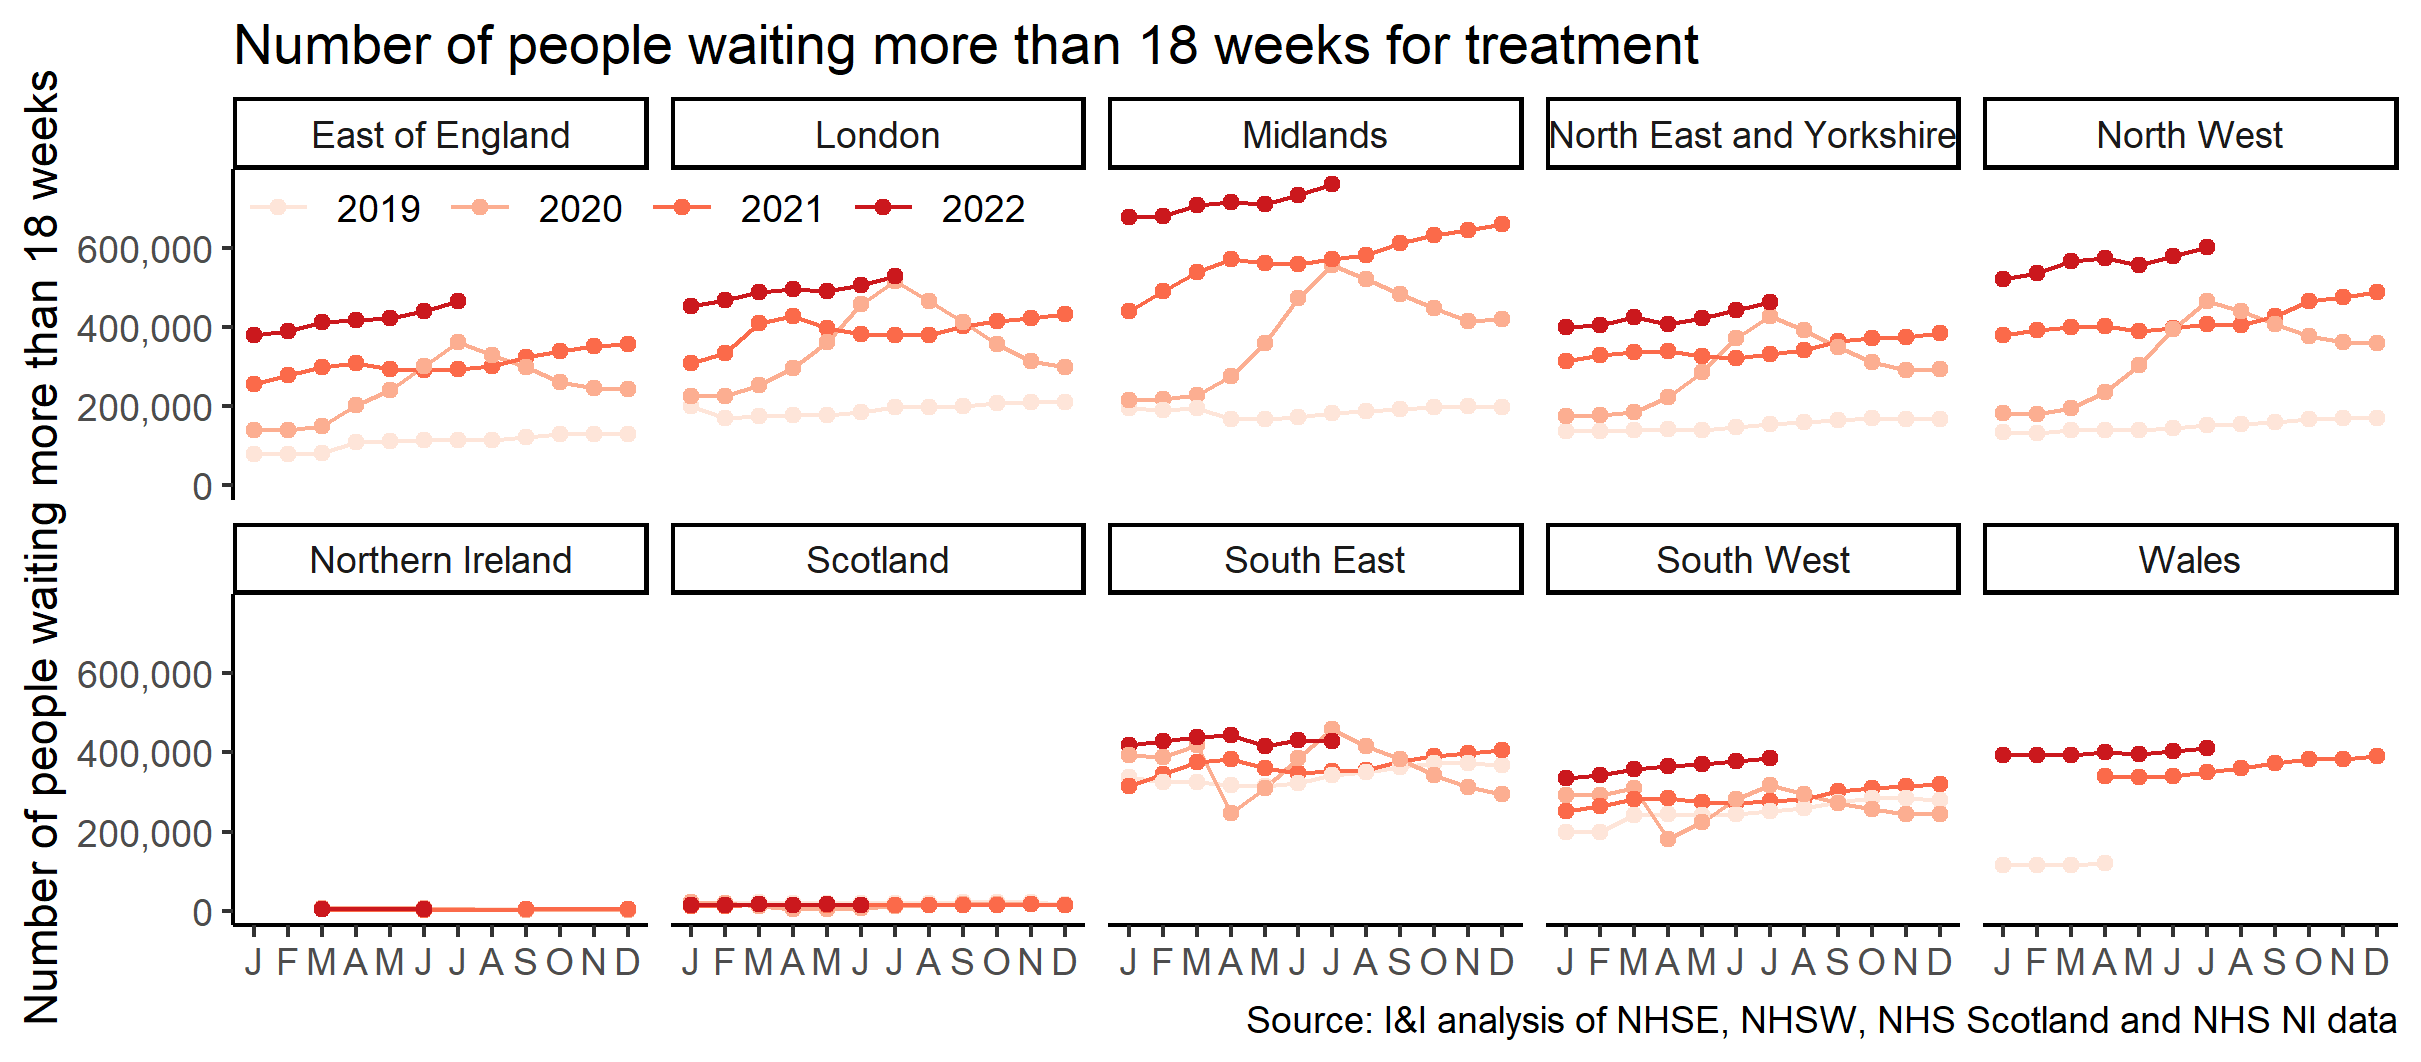 Number of people waiting more than 18 weeks for treatment
Number of people waiting more than 18 weeks
East of England
London
Midlands
North East and Yorkshire
North West
2019
2020
2021
2022
600,000
400,000
200,000
0
Northern Ireland
Scotland
South East
South West
Wales
600,000
400,000
200,000
0
J F M A M J J A S O N D
J F M A M J J A S O N D
J F M A M J J A S O N D
J F M A M J J A S O N D
J F M A M J J A S O N D
Source: I&I analysis of NHSE, NHSW, NHS Scotland and NHS NI data